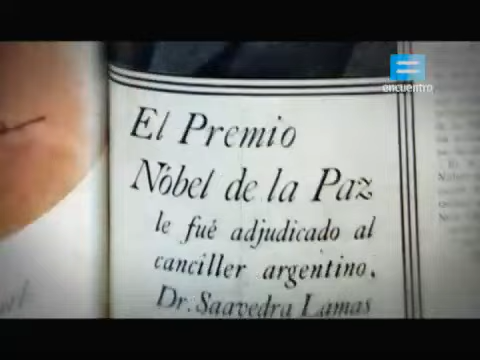 encuentro
El Premio
Nóbel de la Paz
le fué adjudicado al
canciller argentino,
Dr. Saavedra Lamas